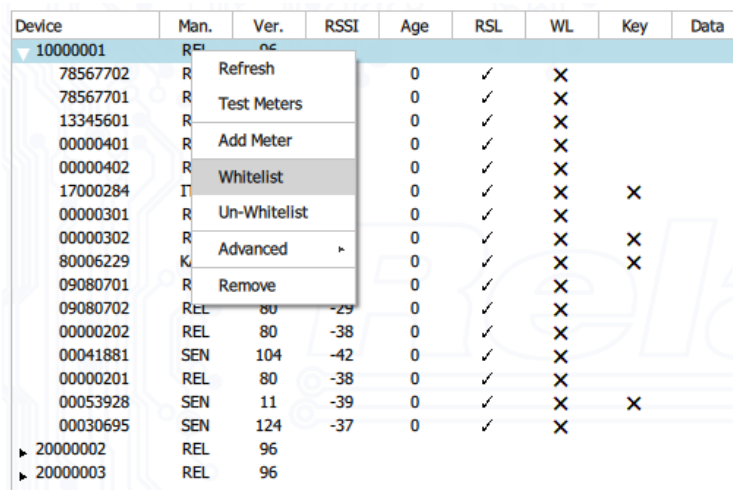 Device Man. Ver. RSSI Age RSL WL Key Data
10000001 REL 96
78567702 R 0 ✓ ✕
78567701 R 0 ✓ ✕
13345601 R 0 ✓ ✕
00000401 R 0 ✓ ✕
00000402 R 0 ✓ ✕
17000284 0 ✓ ✕ ✕
00000301 R 0 ✓ ✕
00000302 R 0 ✓ ✕ ✕
80006229 0 ✓ ✕ ✕
09080701 R 0 ✓ ✕
09080702 REL 80 -29 0 ✓ ✕
00000202 REL 80 -38 0 ✓ ✕
00041881 SEN 104 -42 0 ✓ ✕
00000201 REL 80 -38 0 ✓ ✕
00053928 SEN 11 -39 0 ✓ ✕ ✕
00030695 SEN 124 -37 0 ✓ ✕
20000002 REL 96
20000003 REL 96
Refresh
Test Meters
Add Meter
Whitelist
Un-Whitelist
Advanced
Remove